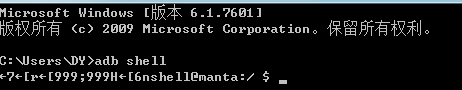 Microsoft Windows [版本 6.1.7601]
版权所有 (c) 2009 Microsoft Corporation。保留所有权利。
C:\Users\DY>adb shell
←7←[r←[999;999H←[6nshell@manta:/ $ _